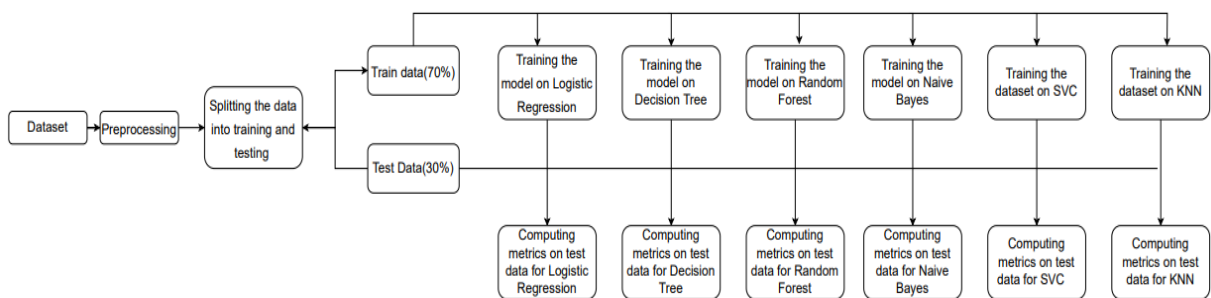 Dataset
Preprocessing
Splitting the data
into training and
testing
Train data(70%)
Test Data(30%)
Training the
model on Logistic
Regression
Training the
model on
Decision Tree
Training the
model on Random
Forest
Training the
model on Naive
Bayes
Training the
dataset on SVC
Training the
dataset on KNN
Computing
metrics on test
data for Logistic
Regression
Computing
metrics on test
data for Decision
Tree
Computing
metrics on test
data for Random
Forest
Computing
metrics on test
data for Naive
Bayes
Computing
metrics on test
data for SVC
Computing
metrics on test
data for KNN